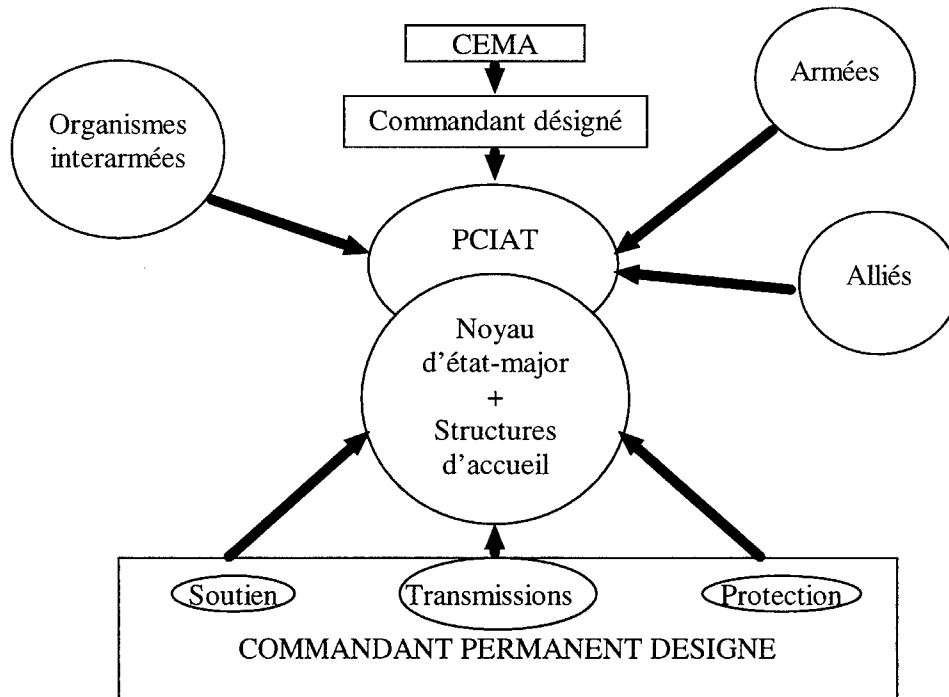 CEMA
Commandant désigné
Organismes
interarmées
Armées
PCIAT
Alliés
Noyau
d'état-major
+
Structures
d'accueil
Soutien
Transmissions
Protection
COMMANDANT PERMANENT DESIGNE